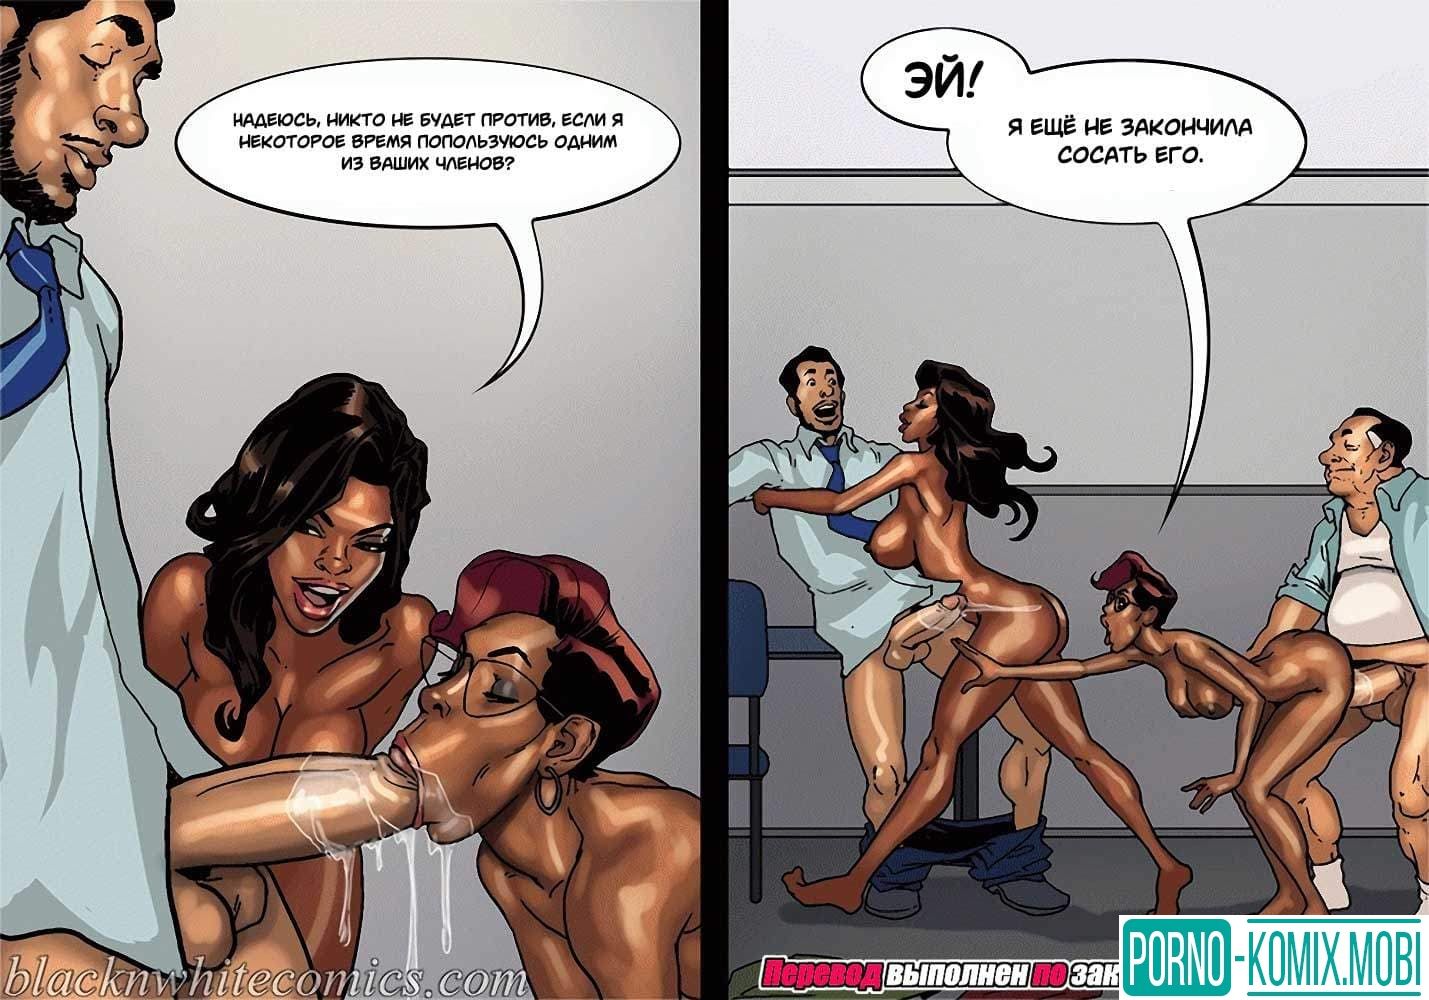 НАДЕЮСЬ, НИКТО НЕ БУДЕТ ПРОТИВ, ЕСЛИ Я
НЕКОТОРОЕ ВРЕМЯ ПОПОЛЬЗУЮСЬ ОДНИМ
ИЗ ВАШИХ ЧЛЕНОВ?
ЭЙ!
Я ЕЩЁ НЕ ЗАКОНЧИЛА
СОСАТЬ ЕГО.
blacknwhitecomics.com
Перевод выполнен по зак
PORNO-KOMIX.MOBI